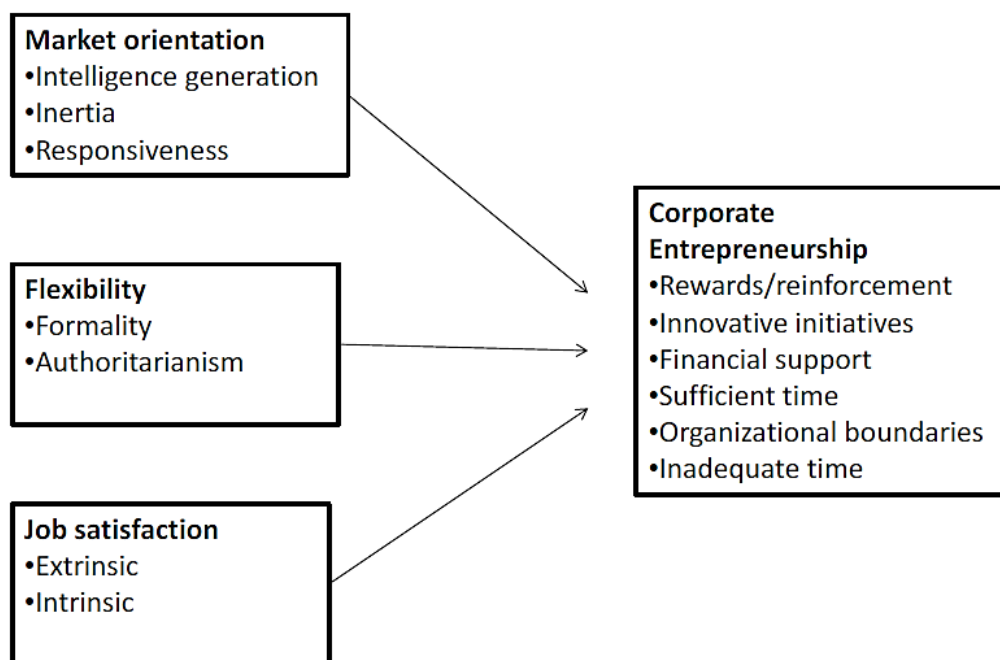 Market orientation
•Intelligence generation
•Inertia
•Responsiveness
Flexibility
•Formality
•Authoritarianism
Job satisfaction
•Extrinsic
•Intrinsic
Corporate
Entrepreneurship
•Rewards/reinforcement
•Innovative initiatives
•Financial support
•Sufficient time
•Organizational boundaries
•Inadequate time